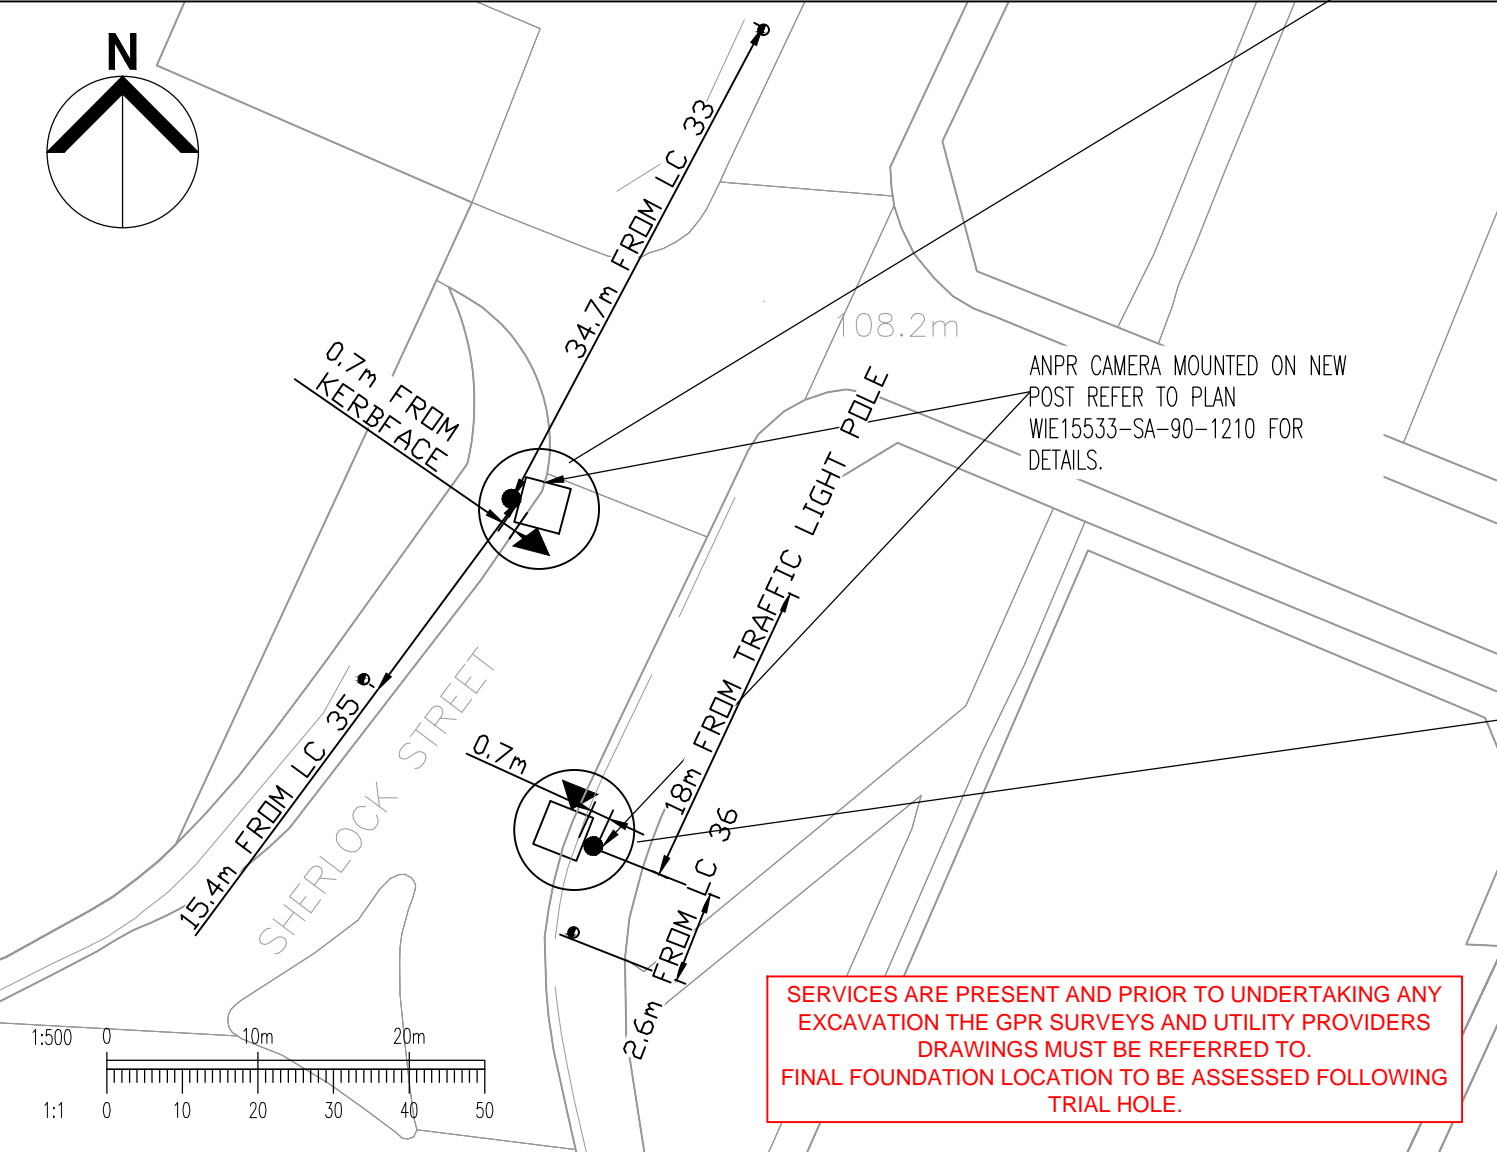 N
34.7m FROM LC 33
108.2m
0.7m FROM
KERBFACE
ANPR CAMERA MOUNTED ON NEW
POST REFER TO PLAN
WIE15533-SA-90-1210 FOR
DETAILS.
18m FROM TRAFFIC LIGHT POLE
15.4m FROM LC 35
SHERLOCK STREET
0.7m
2.6m FROM LC 36
SERVICES ARE PRESENT AND PRIOR TO UNDERTAKING ANY
EXCAVATION THE GPR SURVEYS AND UTILITY PROVIDERS
DRAWINGS MUST BE REFERRED TO.
FINAL FOUNDATION LOCATION TO BE ASSESSED FOLLOWING
TRIAL HOLE.
1:500 0 10m 20m
1:1 0 10 20 30 40 50